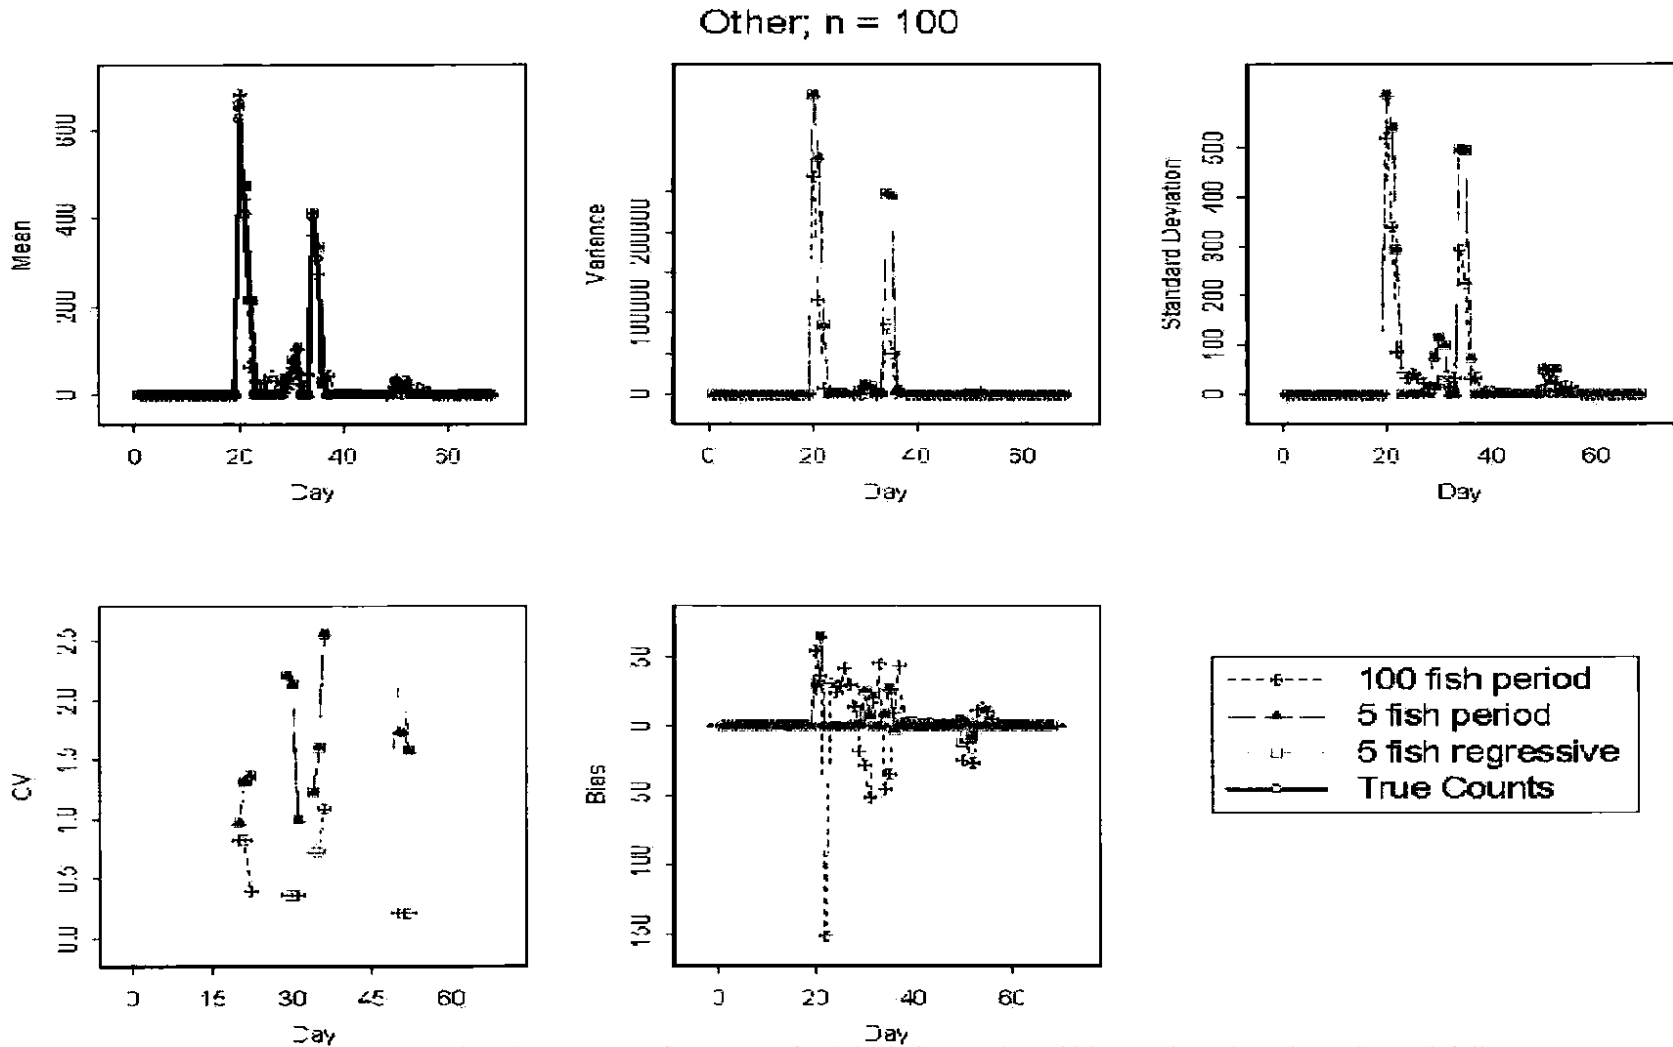 Other; n = 100
Mean
0 200 400 600
0 20 40 60
Day
Variance
0 100000 200000
0 20 40 60
Day
Standard Deviation
0 100 200 300 400 500
0 20 40 60
Day
CV
0.0 0.5 1.0 1.5 2.0 2.5
0 15 30 45 60
Day
Bias
150 100 50 0 50
0 20 40 60
Day
100 fish period
5 fish period
5 fish regressive
True Counts